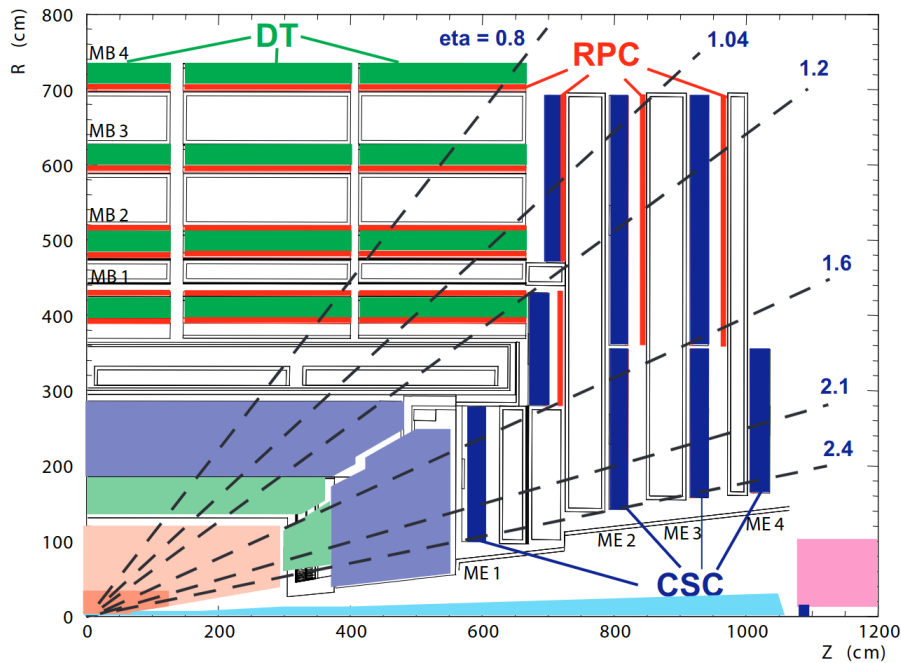 800
R (cm)
eta = 0.8
1.04
DT
MB 4
RPC
1.2
700
MB 3
600
MB 2
500
1.6
MB 1
400
2.1
300
2.4
200
100
ME 1
ME 2
ME 3
ME 4
CSC
0
0
200
400
600
800
1000
1200
Z (cm)